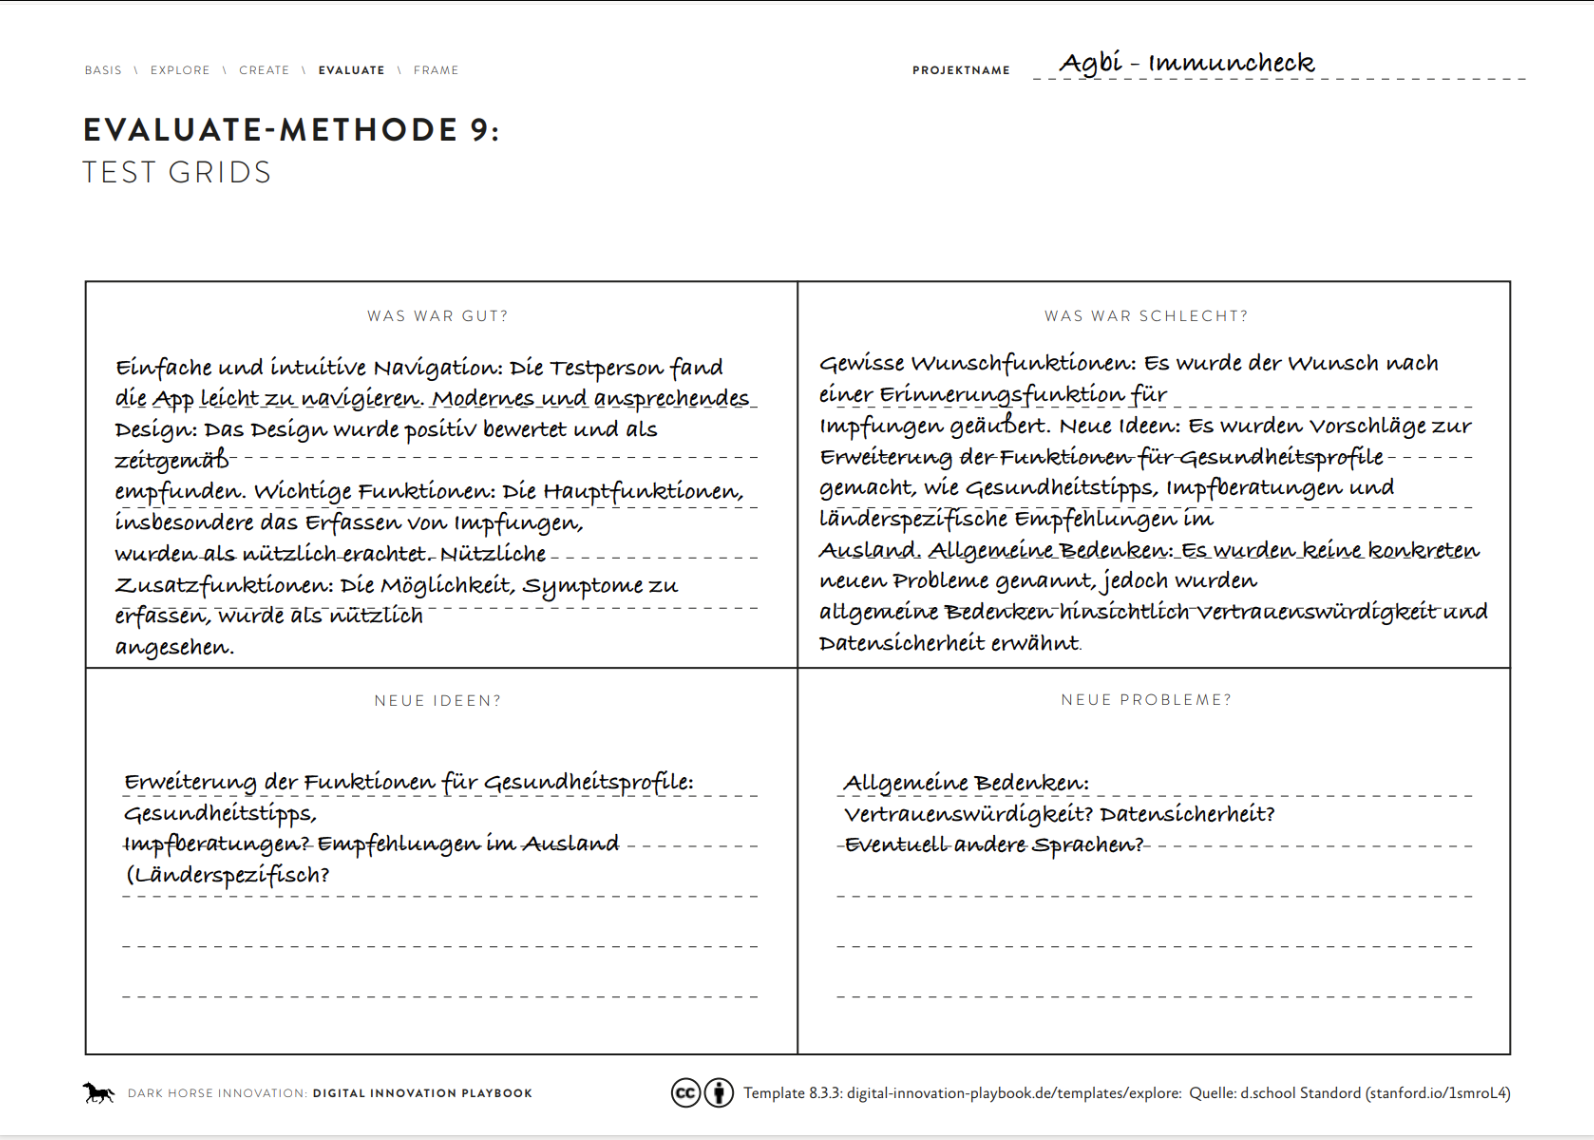 BASIS \ EXPLORE \ CREATE \ EVALUATE \ FRAME
PROJEKTNAME Agbi - Immuncheck
EVALUATE-METHODE 9:
TEST GRIDS
WAS WAR GUT?
Einfache und intuitive Navigation: Die Testperson fand
die App leicht zu navigieren. Modernes und ansprechendes
Design: Das Design wurde positiv bewertet und als
zeitgemäß
empfunden. Wichtige Funktionen: Die Hauptfunktionen,
insbesondere das Erfassen von Impfungen,
wurden als nützlich erachtet. Nützliche
Zusatzfunktionen: Die Möglichkeit, Symptome zu
erfassen, wurde als nützlich
angesehen.
WAS WAR SCHLECHT?
Gewisse Wunschfunktionen: Es wurde der Wunsch nach
einer Erinnerungsfunktion für
Impfungen geäußert. Neue Ideen: Es wurden Vorschläge zur
Erweiterung der Funktionen für Gesundheitsprofile
gemacht, wie Gesundheitstipps, Impfberatungen und
länderspezifische Empfehlungen im
Ausland. Allgemeine Bedenken: Es wurden keine konkreten
neuen Probleme genannt, jedoch wurden
allgemeine Bedenken hinsichtlich Vertrauenswürdigkeit und
Datensicherheit erwähnt.
NEUE IDEEN?
Erweiterung der Funktionen für Gesundheitsprofile:
Gesundheitstipps,
Impfberatungen? Empfehlungen im Ausland
(Länderspezifisch?
NEUE PROBLEME?
Allgemeine Bedenken:
Vertrauenswürdigkeit? Datensicherheit?
Eventuell andere Sprachen?
DARK HORSE INNOVATION: DIGITAL INNOVATION PLAYBOOK
cc Template 8.3.3: digital-innovation-playbook.de/templates/explore: Quelle: d.school Standard (stanford.io/1smroL4)